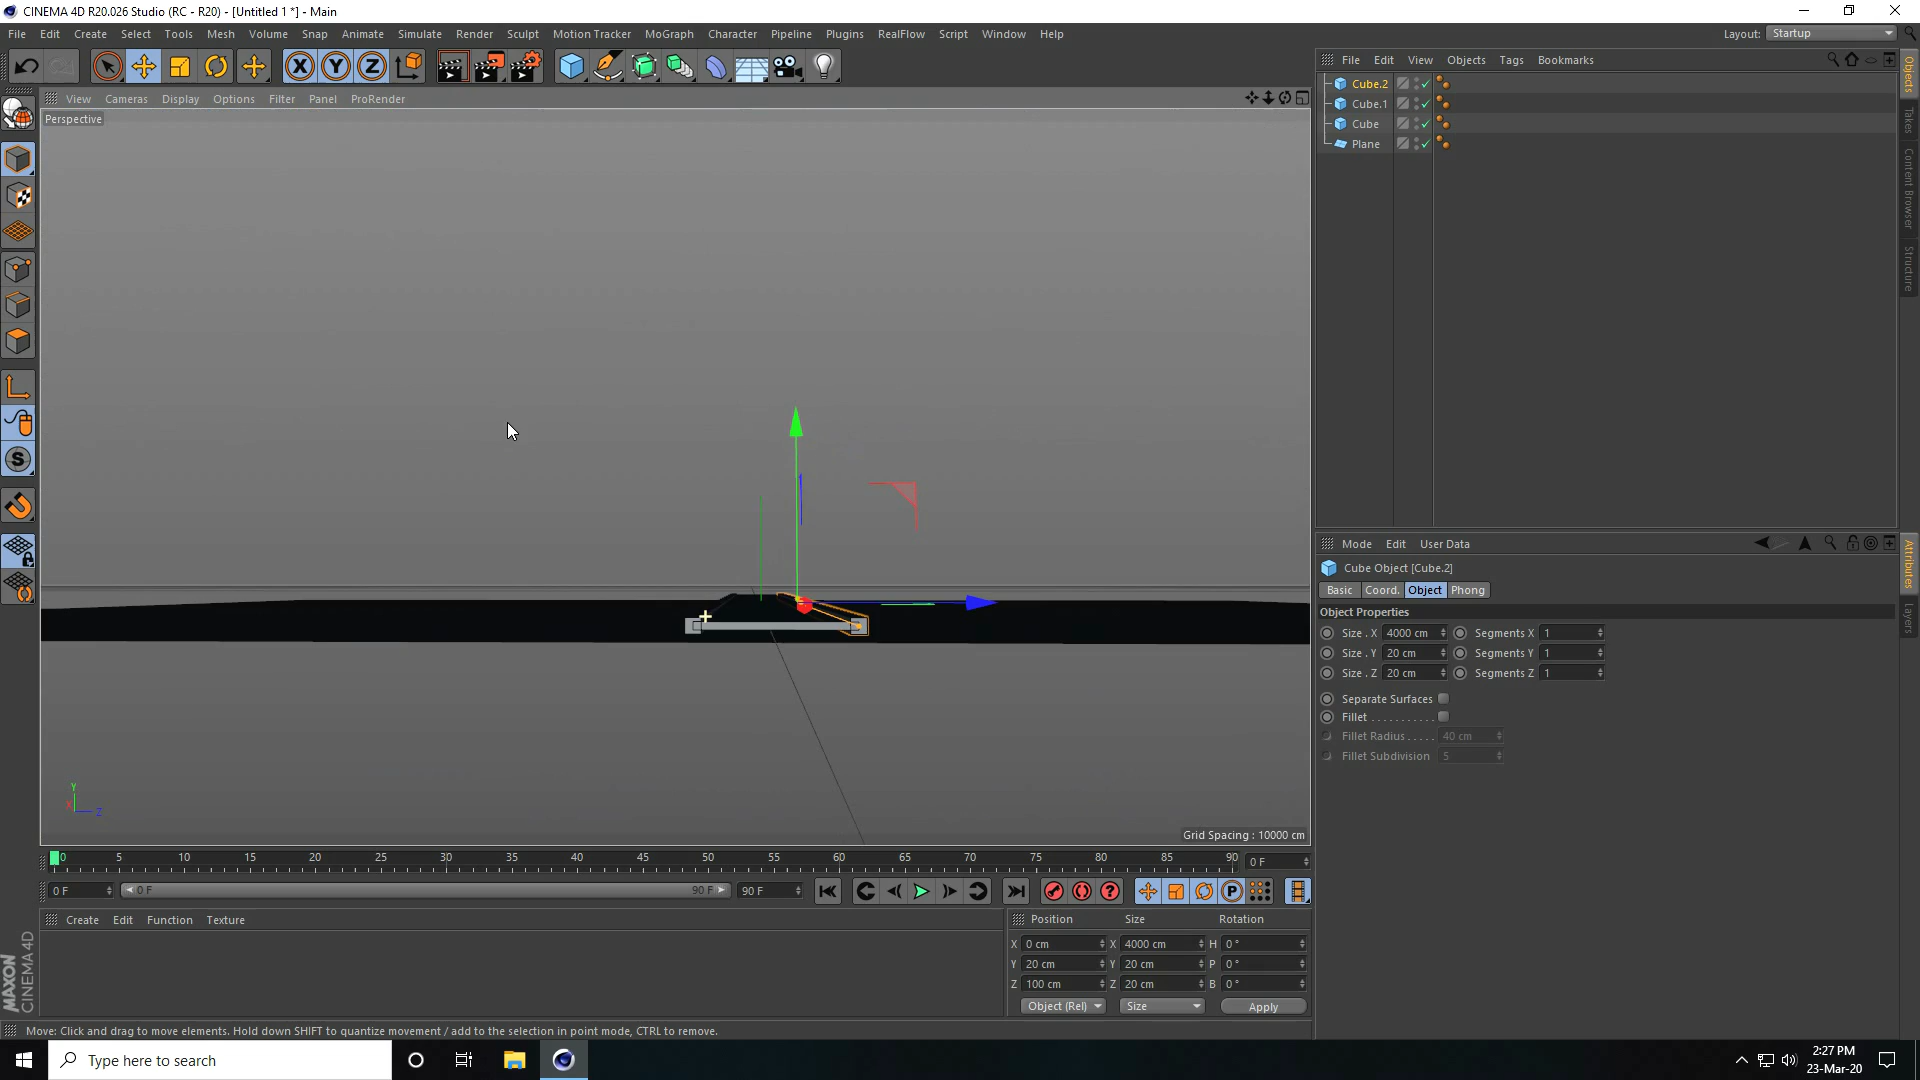 CINEMA 4D R20.026 Studio (RC - R20) - [Untitled 1 *] - Main
File Edit Create Select Tools Mesh Volume Snap Animate Simulate Render Sculpt Motion Tracker MoGraph Character Pipeline Plugins RealFlow Script Window Help Layout: Startup
X Y Z
File Edit View Objects Tags Bookmarks
View Cameras Display Options Filter Panel ProRender
Perspective
Cube.2
Cube.1
Cube
Plane
Objects
Takes
Content Browser
Structure
S
Grid Spacing : 10000 cm
Y
X
Z
Mode Edit User Data
Cube Object [Cube.2]
Basic Coord. Object Phong
Object Properties
Size . X 4000 cm Segments X 1
Size . Y 20 cm Segments Y 1
Size . Z 20 cm Segments Z 1
Separate Surfaces
Fillet . . . . . . . . . . .
Fillet Radius . . . . . 40 cm
Fillet Subdivision 5
Attributes
Layers
0 5 10 15 20 25 30 35 40 45 50 55 60 65 70 75 80 85 90 0 F
0 F 0 F 90 F 90 F ? P
Create Edit Function Texture
Position Size Rotation
X 0 cm X 4000 cm H 0 °
Y 20 cm Y 20 cm P 0 °
Z 100 cm Z 20 cm B 0 °
Object (Rel) Size Apply
MAXON
CINEMA 4D
Move: Click and drag to move elements. Hold down SHIFT to quantize movement / add to the selection in point mode, CTRL to remove.
Type here to search
2:27 PM
23-Mar-20